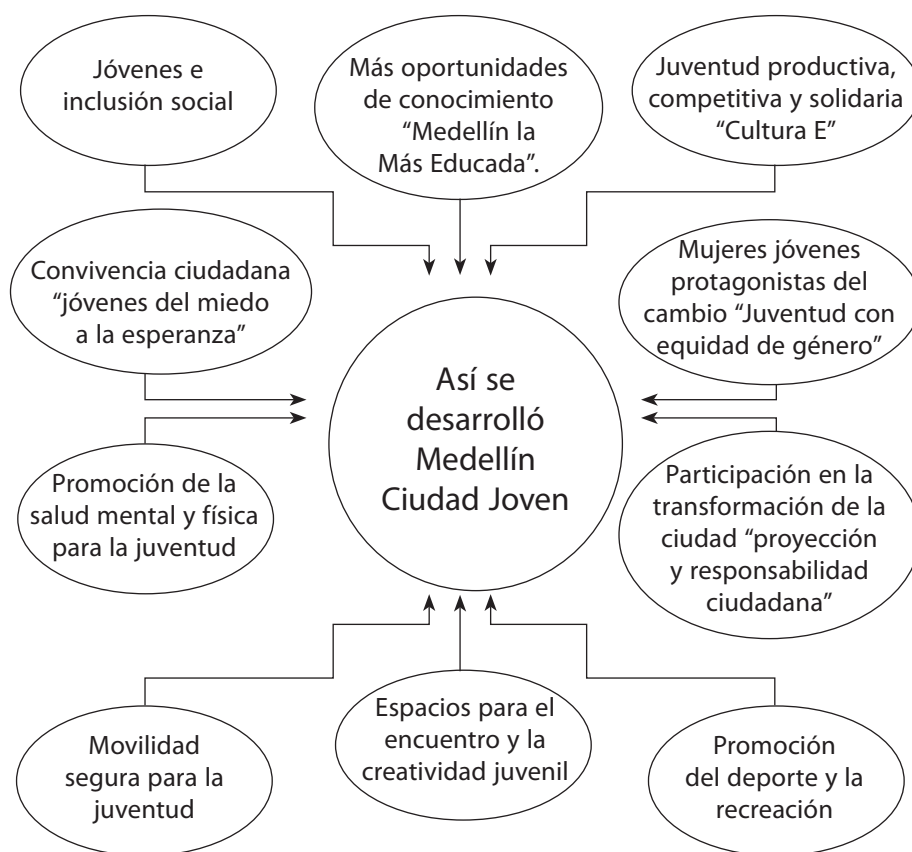 Jóvenes e
inclusión social
Más oportunidades
de conocimiento
“Medellín la
Más Educada”.
Juventud productiva,
competitiva y solidaria
“Cultura E”
Convivencia ciudadana
“jóvenes del miedo
a la esperanza”
Mujeres jóvenes
protagonistas del
cambio “Juventud con
equidad de género”
Así se
desarrolló
Medellín
Ciudad Joven
Promoción de la
salud mental y física
para la juventud
Participación en la
transformación de la
ciudad “proyección
y responsabilidad
ciudadana”
Movilidad
segura para la
juventud
Espacios para el
encuentro y la
creatividad juvenil
Promoción
del deporte y la
recreación